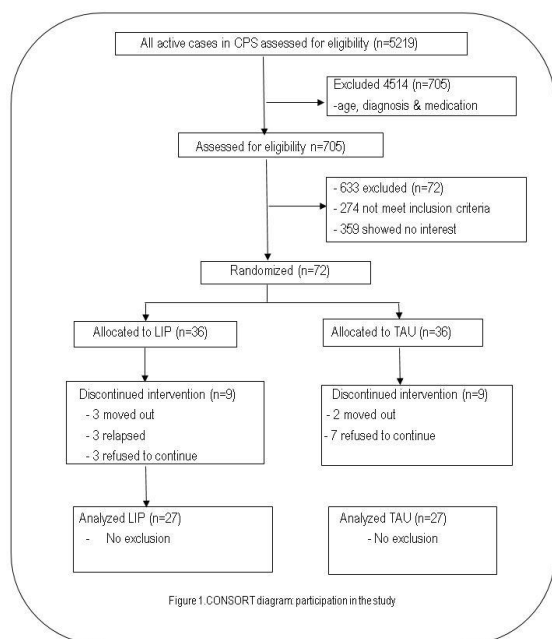 All active cases in CPS assessed for eligibility (n=5219)
Excluded 4514 (n=705)
-age, diagnosis & medication
Assessed for eligibility n=705)
- 633 excluded (n=72)
- 274 not meet inclusion criteria
- 359 showed no interest
Randomized (n=72)
Allocated to LIP (n=36)
Allocated to TAU (n=36)
Discontinued intervention (n=9)
- 3 moved out
- 3 relapsed
- 3 refused to continue
Discontinued intervention (n=9)
- 2 moved out
- 7 refused to continue
Analyzed LIP (n=27)
- No exclusion
Analyzed TAU (n=27)
- No exclusion
Figure 1.CONSORT diagram: participation in the study